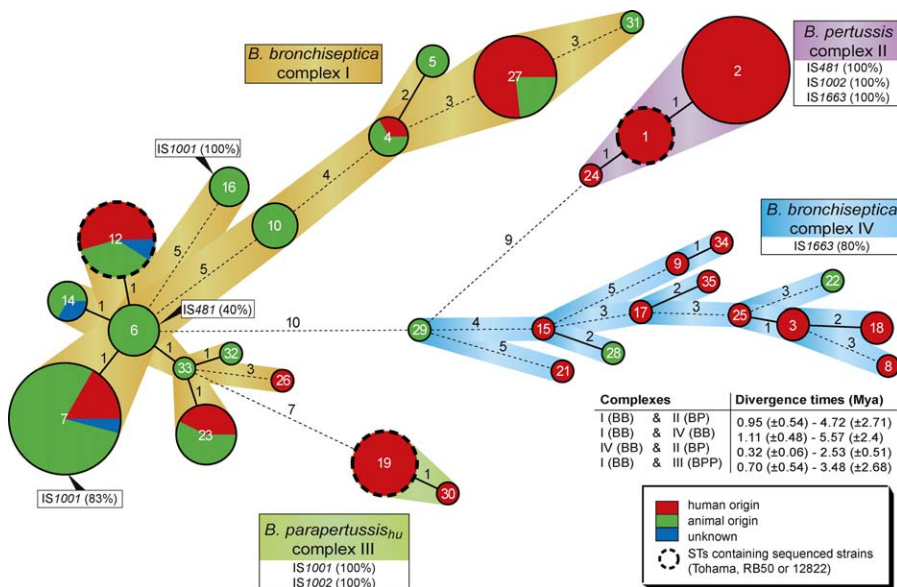 B. bronchiseptica
complex I
5
2
31
3
27
3
4
4
B. pertussis
complex II
IS481 (100%)
IS1002 (100%)
IS1663 (100%)
2
1
1
1
24
IS1001
(100%)
16
10
5
5
12
1
14
1
6
IS481 (40%)
1
7
IS1001 (83%)
33
1
32
3
26
1
23
7
10
9
19
1
30
B. parapertussishu
complex III
IS1001 (100%)
IS1002 (100%)
B. bronchiseptica
complex IV
IS1663 (80%)
29
4
5
21
15
2
28
5
9
1
34
3
17
2
35
3
25
3
22
1
3
2
18
3
8
Complexes Divergence times (Mya)
I (BB) & II (BP) 0.95 (±0.54) - 4.72 (±2.71)
I (BB) & IV (BB) 1.11 (±0.48) - 5.57 (±2.4)
IV (BB) & II (BP) 0.32 (±0.06) - 2.53 (±0.51)
I (BB) & III (BPP) 0.70 (±0.54) - 3.48 (±2.68)
human origin
animal origin
unknown
STs containing sequenced strains
(Tohama, RB50 or 12822)